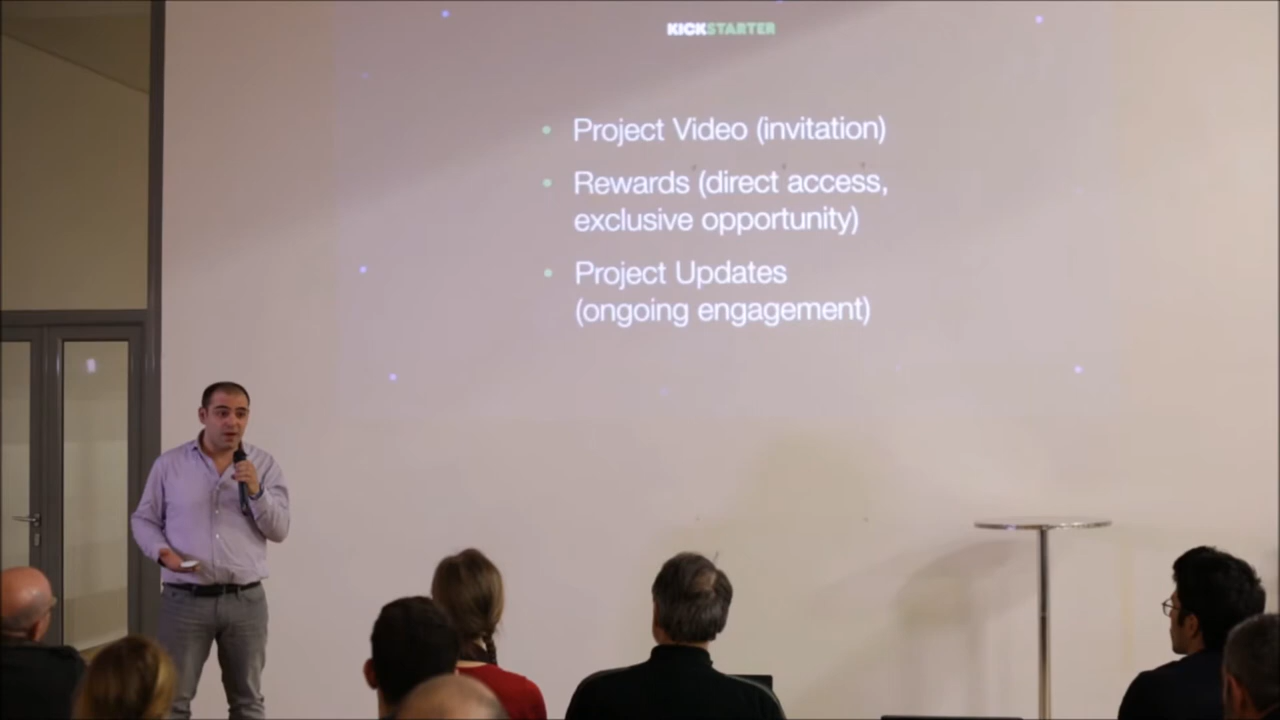 KICKSTARTER
• Project Video (invitation)
• Rewards (direct access,
exclusive opportunity)
• Project Updates
(ongoing engagement)